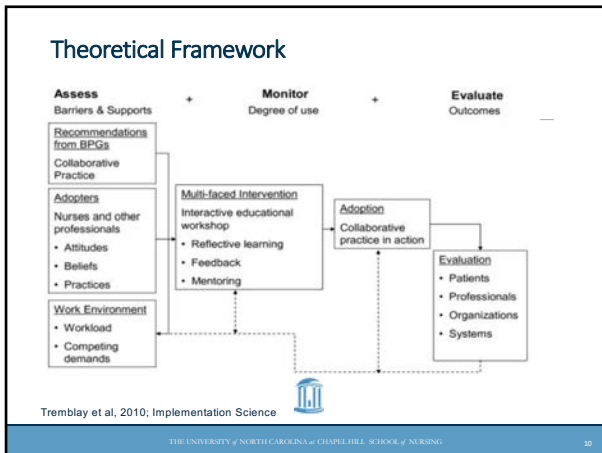 Theoretical Framework
Assess
Barriers & Supports
+
Monitor
Degree of use
+
Evaluate
Outcomes
Recommendations
from BPGs
Collaborative
Practice
Adopters
Nurses and other
professionals
• Attitudes
• Beliefs
• Practices
Work Environment
• Workload
• Competing
demands
Multi-faced Intervention
Interactive educational
workshop
• Reflective learning
• Feedback
• Mentoring
Adoption
Collaborative
practice in action
Evaluation
• Patients
• Professionals
• Organizations
• Systems
Tremblay et al, 2010; Implementation Science
THE UNIVERSITY of NORTH CAROLINA at CHAPEL HILL SCHOOL of NURSING
10